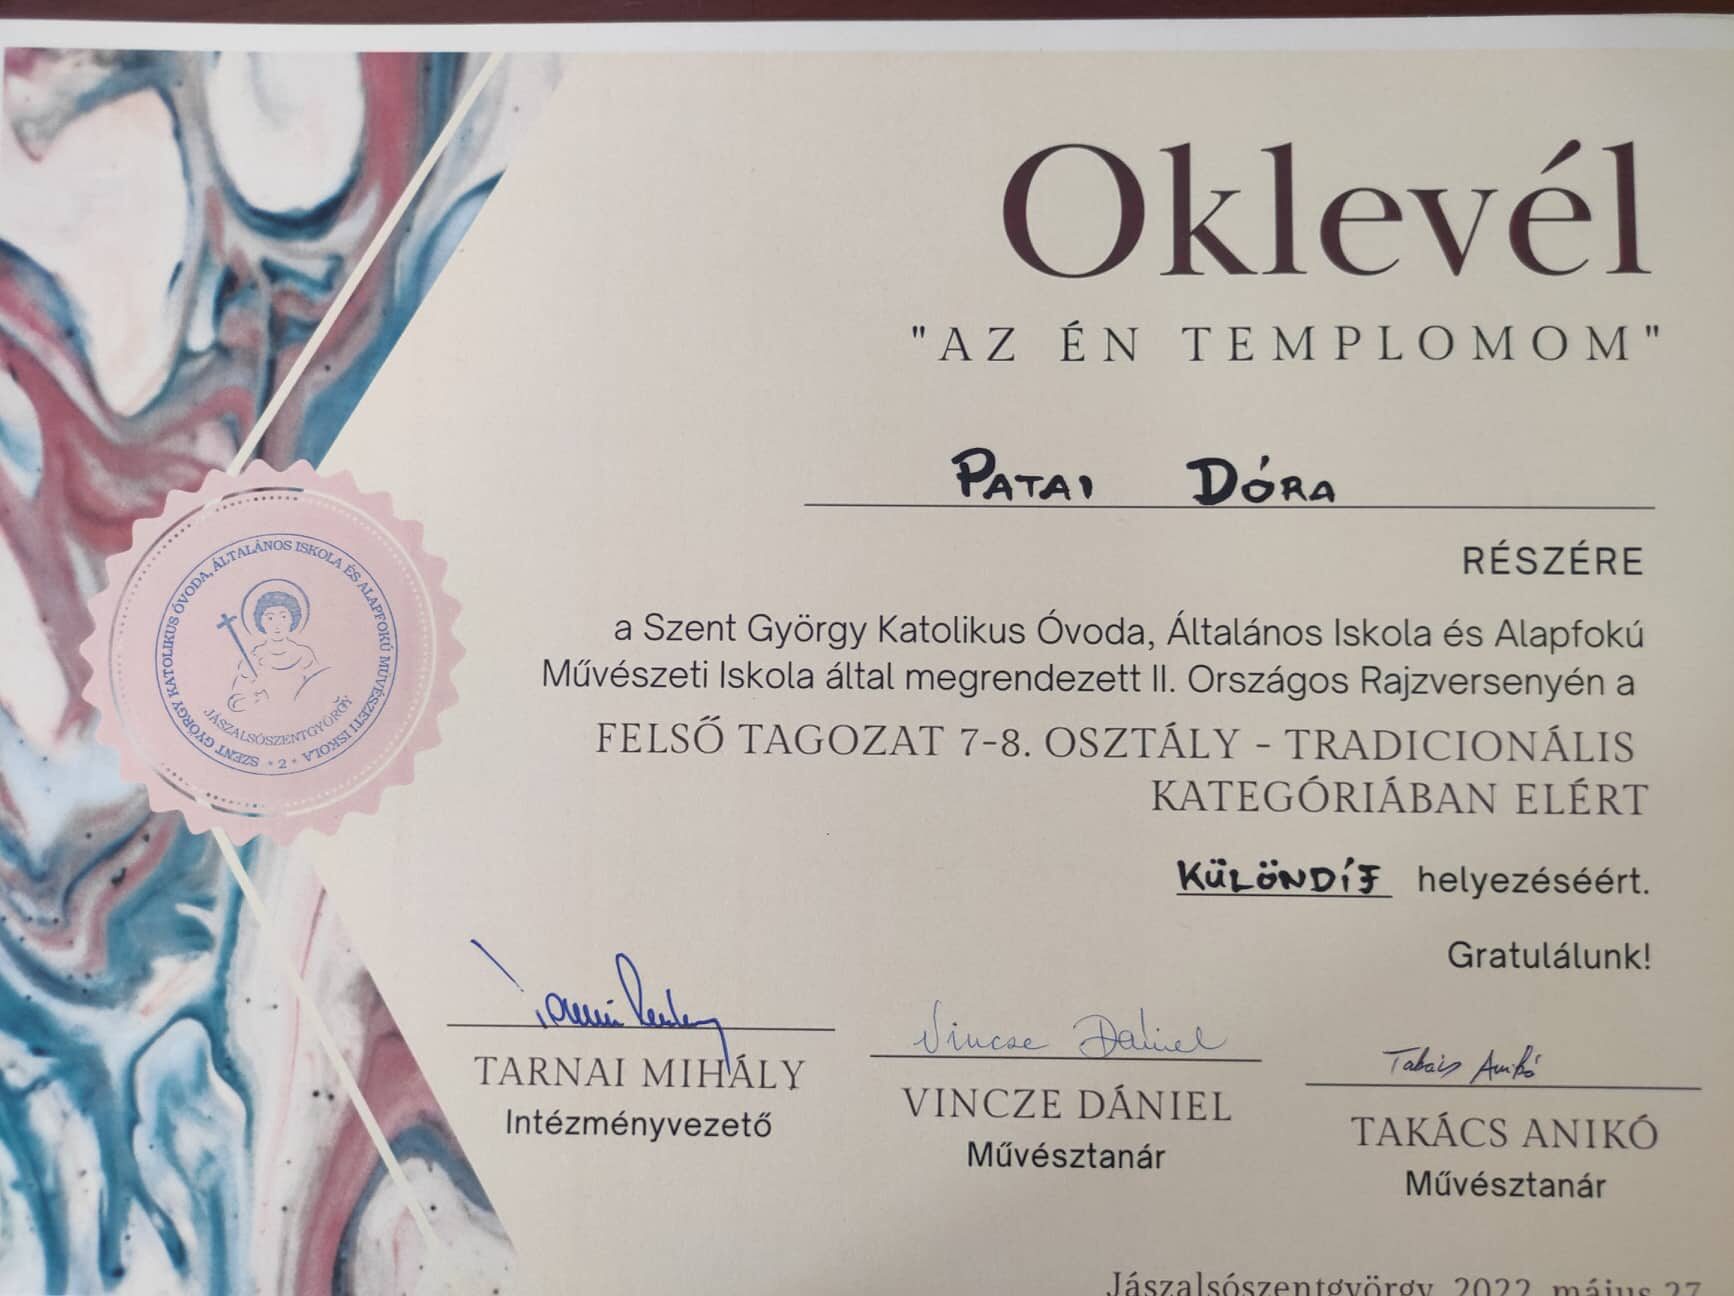 Oklevél
"AZ ÉN TEMPLOMOM"
PATAI DÓRA
RÉSZÉRE
a Szent György Katolikus Óvoda, Általános Iskola és Alapfokú
Művészeti Iskola által megrendezett II. Országos Rajzversenyén a
FELSŐ TAGOZAT 7-8. OSZTÁLY - TRADICIONÁLIS
KATEGÓRIÁBAN ELÉRT
KÜLÖNDÍJ helyezéséért.
Gratulálunk!
SZENT GYÖRGY KATOLIKUS ÓVODA, ÁLTALÁNOS ISKOLA ÉS ALAPFOKÚ MŰVÉSZETI ISKOLA
JÁSZALSÓSZENTGYÖRGY
* 2 *
Vincze Dániel
Takács Anikó
TARNAI MIHÁLY
Intézményvezető
VINCZE DÁNIEL
Művésztanár
TAKÁCS ANIKÓ
Művésztanár
Jászalsószentgyörgy, 2022. május 27.